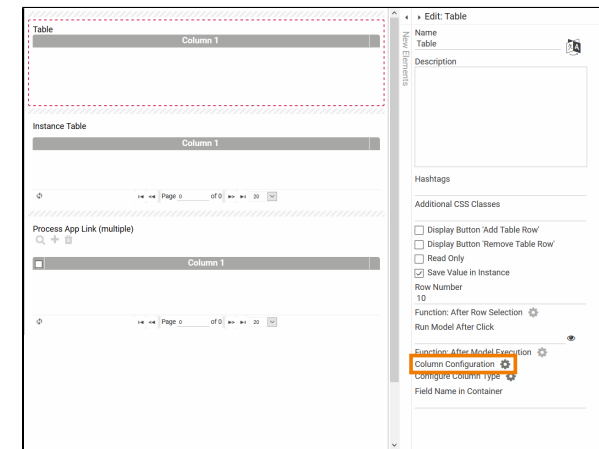 Table
Column 1
Instance Table
Column 1
Page 0 of 0 20
Process App Link (multiple)
Column 1
Page 0 of 0 20
New Elements
Edit: Table
Name
Table
Description
Hashtags
Additional CSS Classes
Display Button 'Add Table Row'
Display Button 'Remove Table Row'
Read Only
Save Value in Instance
Row Number
10
Function: After Row Selection
Run Model After Click
Function: After Model Execution
Column Configuration
Configure Column Type
Field Name in Container